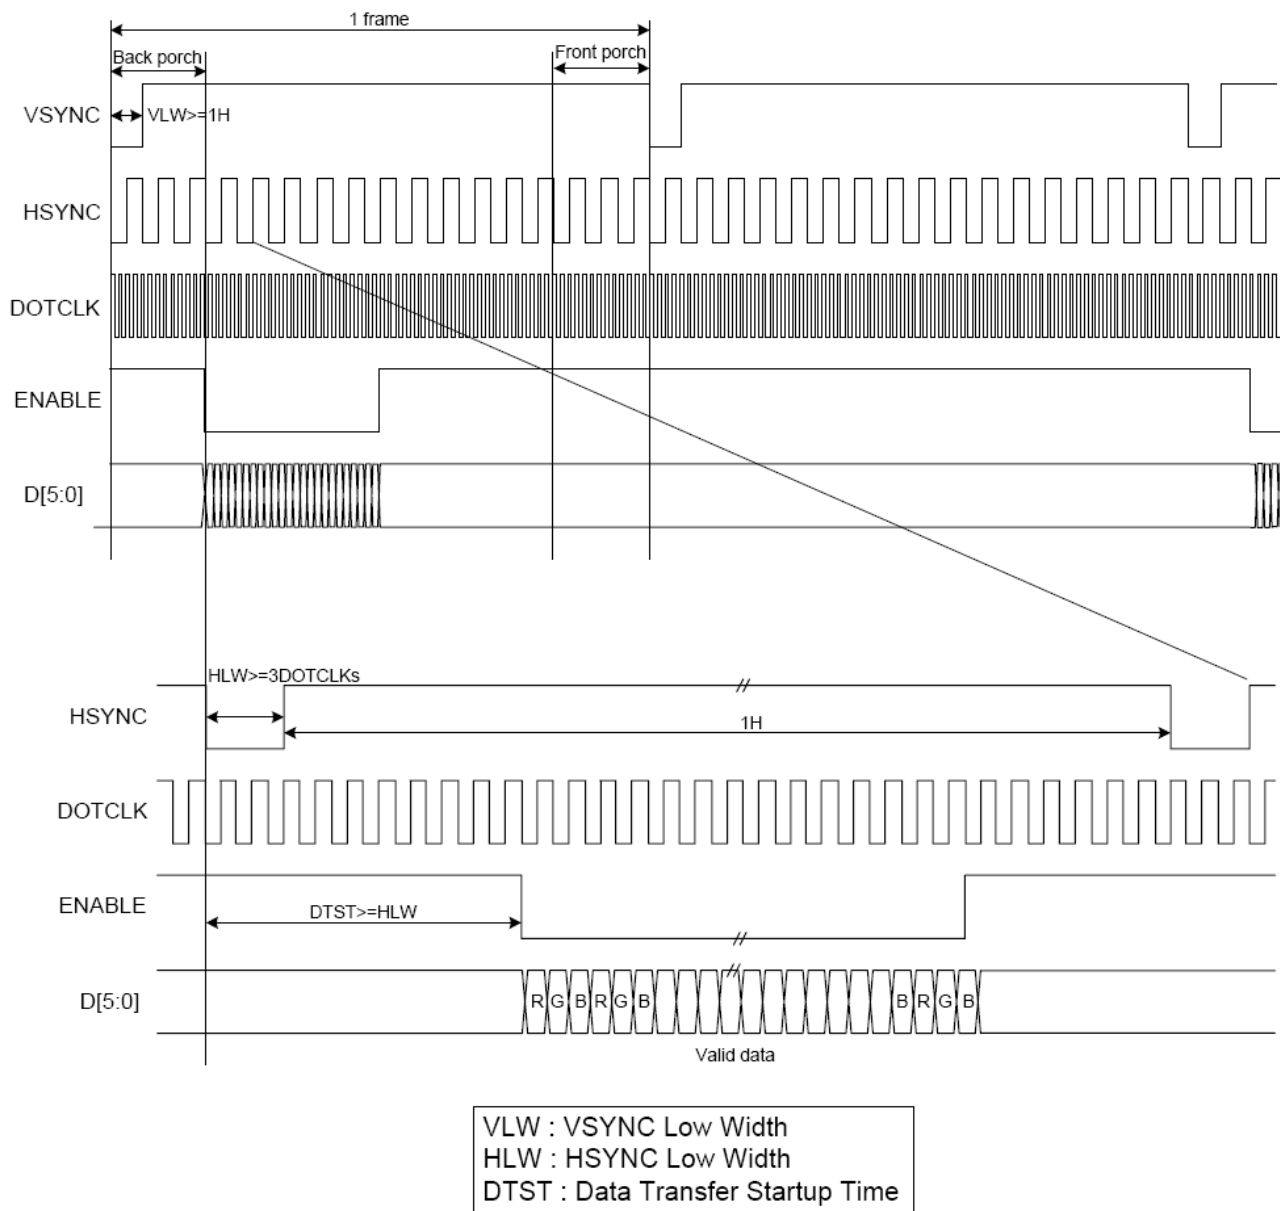 1 frame
Back porch
Front porch
VSYNC
VLW>=1H
HSYNC
DOTCLK
ENABLE
D[5:0]
HLW>=3DOTCLKs
HSYNC
1H
DOTCLK
ENABLE
DTST>=HLW
D[5:0]
R G B R G B B R G B
Valid data
VLW : VSYNC Low Width
HLW : HSYNC Low Width
DTST : Data Transfer Startup Time